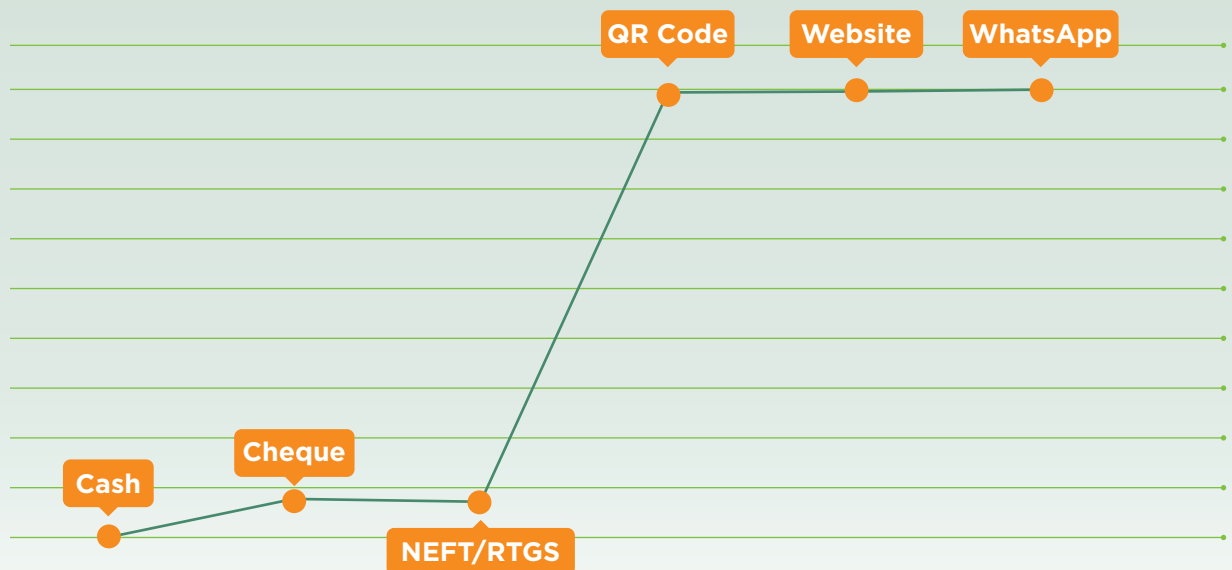 QR Code
Website
WhatsApp
Cheque
Cash
NEFT/RTGS